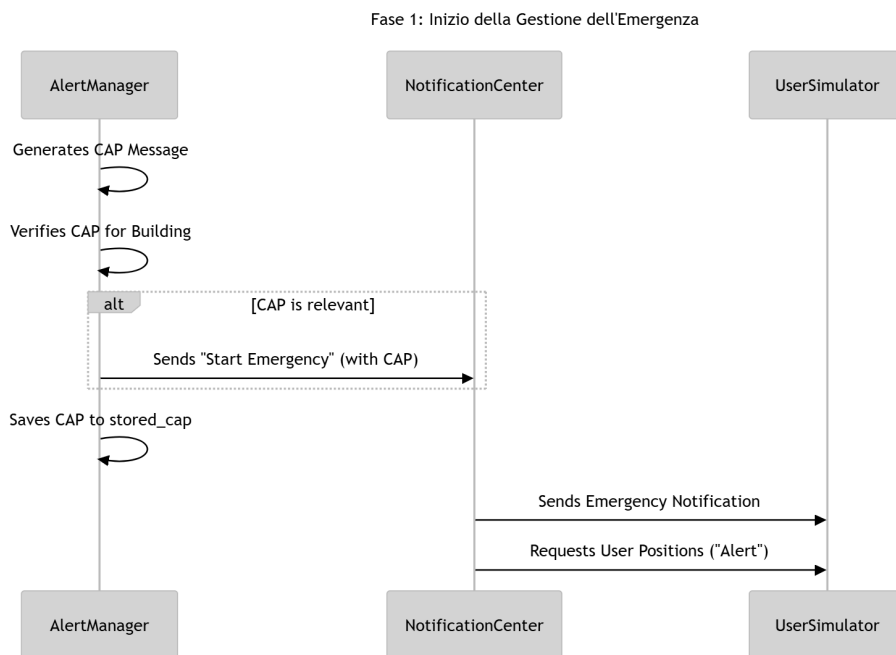 Fase 1: Inizio della Gestione dell'Emergenza
AlertManager
NotificationCenter
UserSimulator
Generates CAP Message
Verifies CAP for Building
alt
[CAP is relevant]
Sends "Start Emergency" (with CAP)
Saves CAP to stored_cap
Sends Emergency Notification
Requests User Positions ("Alert")
AlertManager
NotificationCenter
UserSimulator